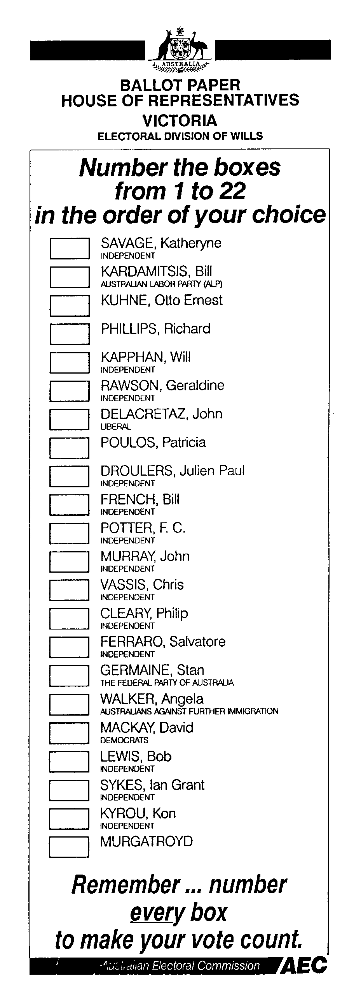 AUSTRALIA
BALLOT PAPER
HOUSE OF REPRESENTATIVES
VICTORIA
ELECTORAL DIVISION OF WILLS
Number the boxes
from 1 to 22
in the order of your choice
SAVAGE, Katheryne
INDEPENDENT
KARDAMITSIS, Bill
AUSTRALIAN LABOR PARTY (ALP)
KUHNE, Otto Ernest
PHILLIPS, Richard
KAPPHAN, Will
INDEPENDENT
RAWSON, Geraldine
INDEPENDENT
DELACRETAZ, John
LIBERAL
POULOS, Patricia
DROULERS, Julien Paul
INDEPENDENT
FRENCH, Bill
INDEPENDENT
POTTER, F. C.
INDEPENDENT
MURRAY, John
INDEPENDENT
VASSIS, Chris
INDEPENDENT
CLEARY, Philip
INDEPENDENT
FERRARO, Salvatore
INDEPENDENT
GERMAINE, Stan
THE FEDERAL PARTY OF AUSTRALIA
WALKER, Angela
AUSTRALIANS AGAINST FURTHER IMMIGRATION
MACKAY, David
DEMOCRATS
LEWIS, Bob
INDEPENDENT
SYKES, Ian Grant
INDEPENDENT
KYROU, Kon
INDEPENDENT
MURGATROYD
Remember ... number
every box
to make your vote count.
Australian Electoral Commission AEC